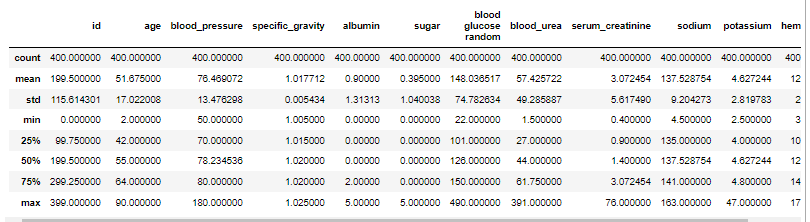 id age blood_pressure specific_gravity albumin sugar blood glucose random blood_urea serum_creatinine sodium potassium hem
count 400.000000 400.000000 400.000000 400.000000 400.00000 400.000000 400.000000 400.000000 400.000000 400.000000 400.000000 400
mean 199.500000 51.675000 76.469072 1.017712 0.90000 0.395000 148.036517 57.425722 3.072454 137.528754 4.627244 12
std 115.614301 17.022008 13.476298 0.005434 1.31313 1.040038 74.782634 49.285887 5.617490 9.204273 2.819783 2
min 0.000000 2.000000 50.000000 1.005000 0.00000 0.000000 22.000000 1.500000 0.400000 4.500000 2.500000 3
25% 99.750000 42.000000 70.000000 1.015000 0.00000 0.000000 101.000000 27.000000 0.900000 135.000000 4.000000 10
50% 199.500000 55.000000 78.234536 1.020000 0.00000 0.000000 126.000000 44.000000 1.400000 137.528754 4.627244 12
75% 299.250000 64.000000 80.000000 1.020000 2.00000 0.000000 150.000000 61.750000 3.072454 141.000000 4.800000 14
max 399.000000 90.000000 180.000000 1.025000 5.00000 5.000000 490.000000 391.000000 76.000000 163.000000 47.000000 17